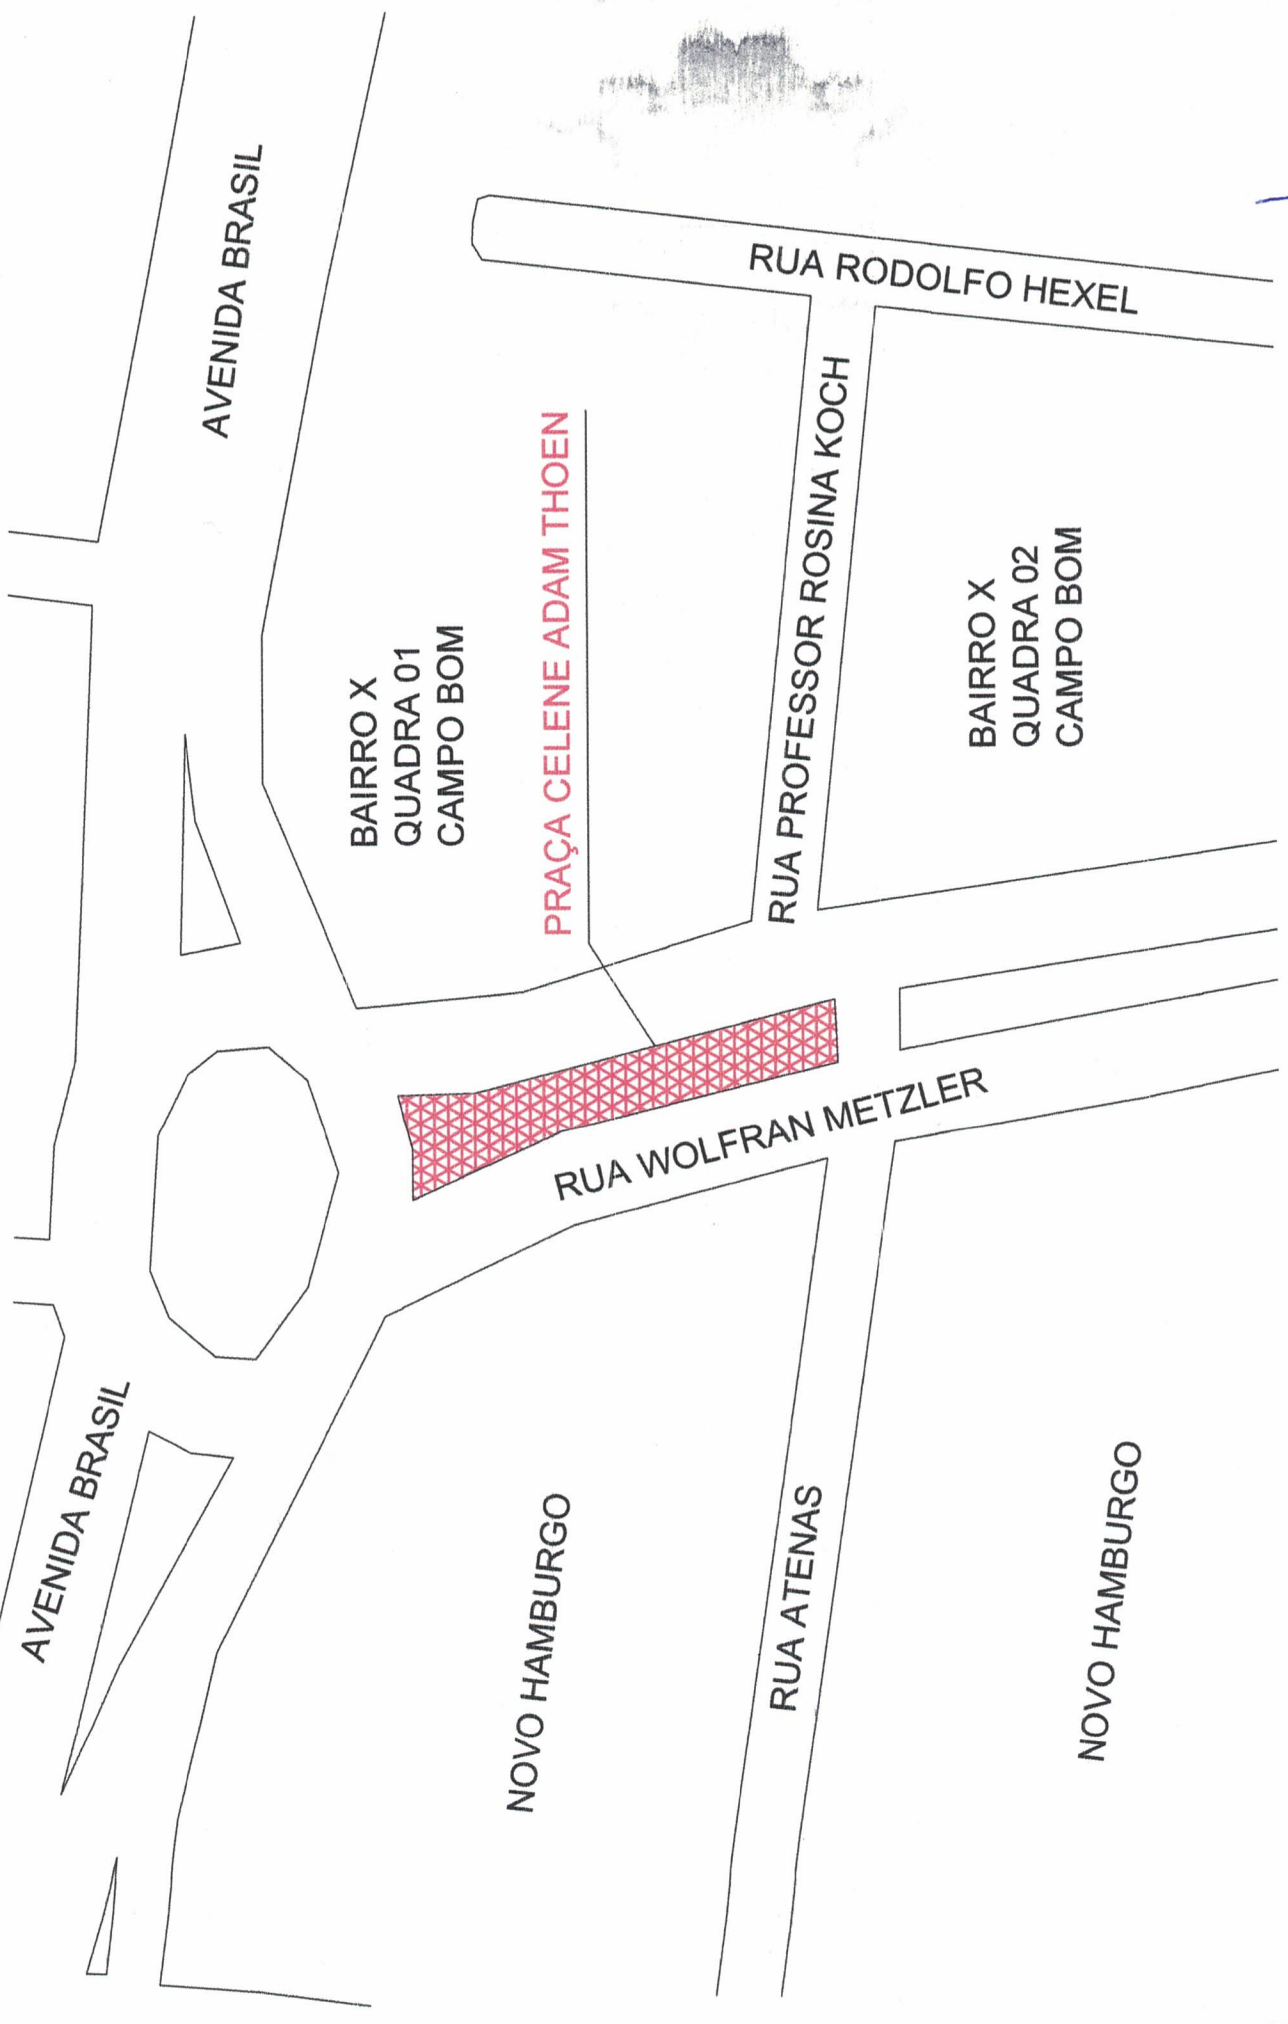 AVENIDA BRASIL
AVENIDA BRASIL
BAIRRO X
QUADRA 01
CAMPO BOM
PRAÇA CELENE ADAM THOEN
RUA RODOLFO HEXEL
RUA PROFESSOR ROSINA KOCH
BAIRRO X
QUADRA 02
CAMPO BOM
RUA WOLFRAN METZLER
NOVO HAMBURGO
RUA ATENAS
NOVO HAMBURGO